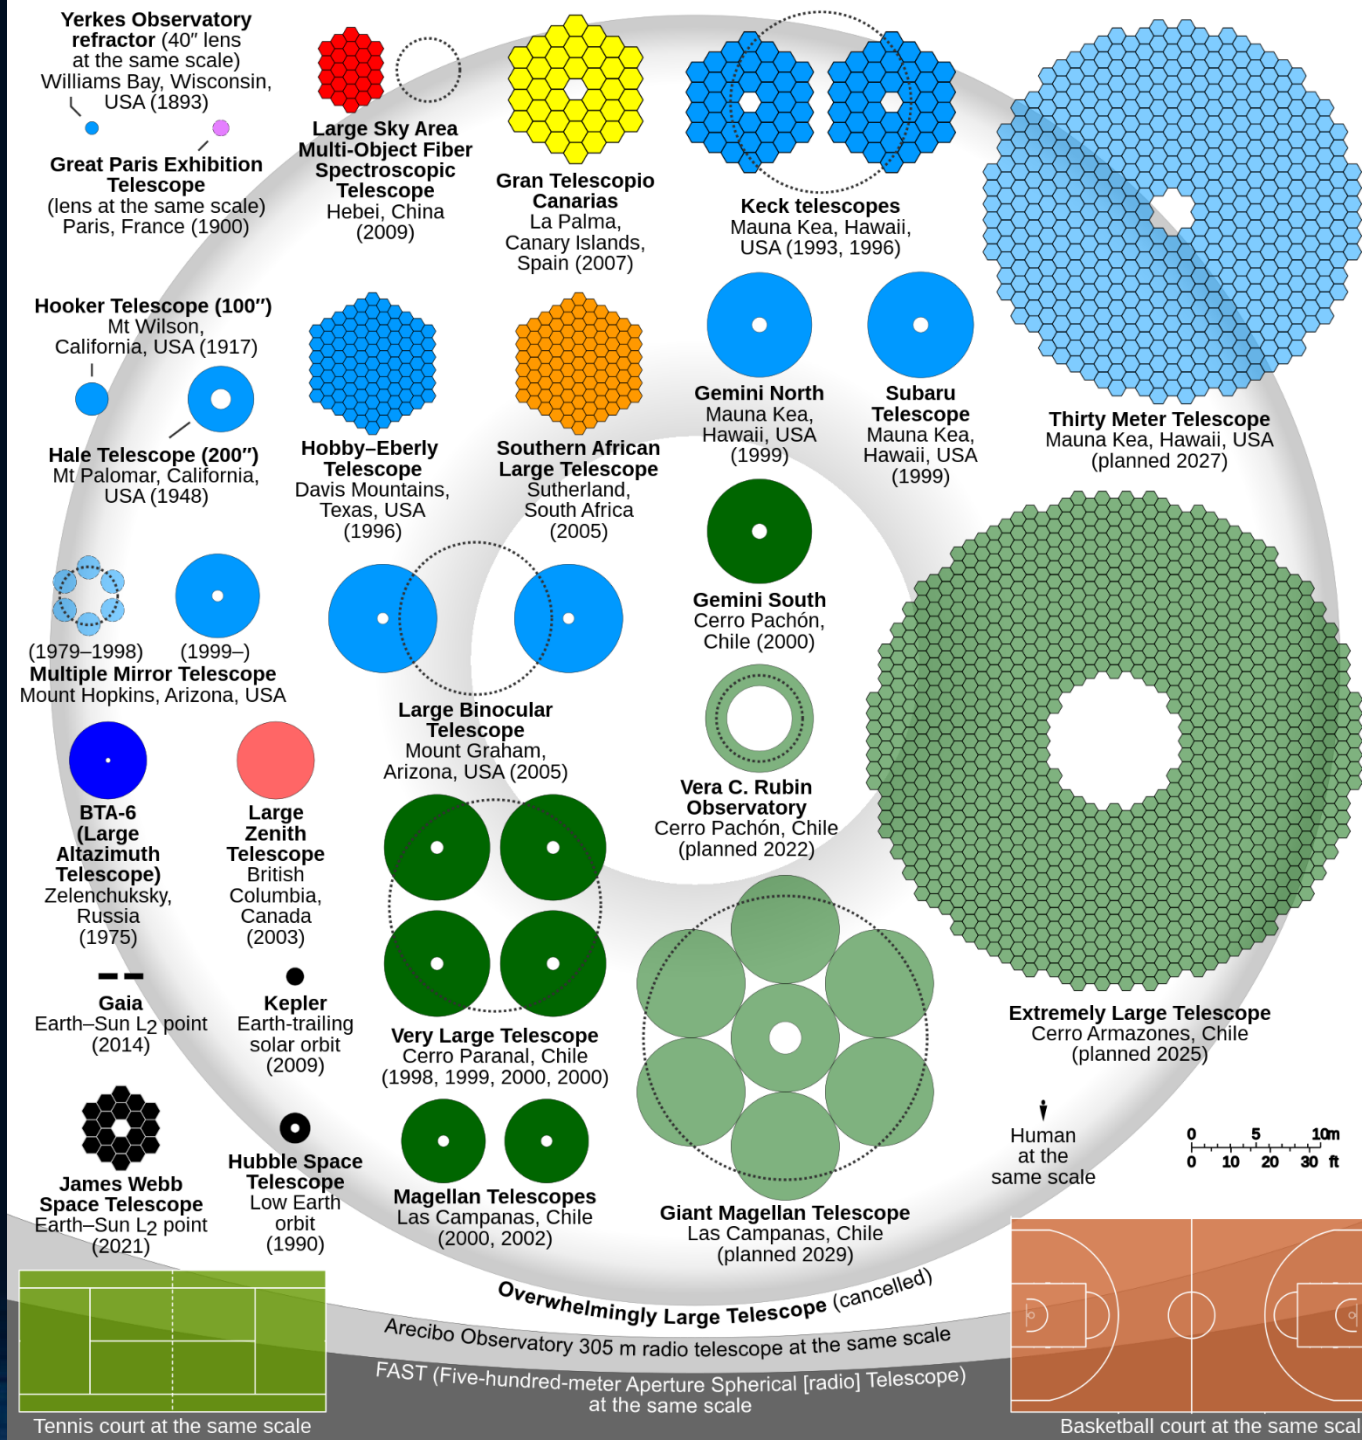 Yerkes Observatory
refractor (40″ lens
at the same scale)
Williams Bay, Wisconsin,
USA (1893)
Great Paris Exhibition
Telescope
(lens at the same scale)
Paris, France (1900)
Large Sky Area
Multi-Object Fiber
Spectroscopic
Telescope
Hebei, China
(2009)
Gran Telescopio
Canarias
La Palma,
Canary Islands,
Spain (2007)
Keck telescopes
Mauna Kea, Hawaii,
USA (1993, 1996)
Thirty Meter Telescope
Mauna Kea, Hawaii, USA
(planned 2027)
Hooker Telescope (100″)
Mt Wilson,
California, USA (1917)
Hale Telescope (200″)
Mt Palomar, California,
USA (1948)
Hobby–Eberly
Telescope
Davis Mountains,
Texas, USA
(1996)
Southern African
Large Telescope
Sutherland,
South Africa
(2005)
Gemini North
Mauna Kea,
Hawaii, USA
(1999)
Subaru
Telescope
Mauna Kea,
Hawaii, USA
(1999)
(1979–1998)
(1999–)
Multiple Mirror Telescope
Mount Hopkins, Arizona, USA
Large Binocular
Telescope
Mount Graham,
Arizona, USA (2005)
Gemini South
Cerro Pachón,
Chile (2000)
Vera C. Rubin
Observatory
Cerro Pachón, Chile
(planned 2022)
BTA-6
(Large
Altazimuth
Telescope)
Zelenchuksky,
Russia
(1975)
Large
Zenith
Telescope
British
Columbia,
Canada
(2003)
Gaia
Earth–Sun L2 point
(2014)
Kepler
Earth-trailing
solar orbit
(2009)
Very Large Telescope
Cerro Paranal, Chile
(1998, 1999, 2000, 2000)
Extremely Large Telescope
Cerro Armazones, Chile
(planned 2025)
James Webb
Space Telescope
Earth–Sun L2 point
(2021)
Hubble Space
Telescope
Low Earth
orbit
(1990)
Magellan Telescopes
Las Campanas, Chile
(2000, 2002)
Giant Magellan Telescope
Las Campanas, Chile
(planned 2029)
Human
at the
same scale
0 5 10m
0 10 20 30 ft
Overwhelmingly Large Telescope (cancelled)
Arecibo Observatory 305 m radio telescope at the same scale
FAST (Five-hundred-meter Aperture Spherical [radio] Telescope)
at the same scale
Tennis court at the same scale
Basketball court at the same scal